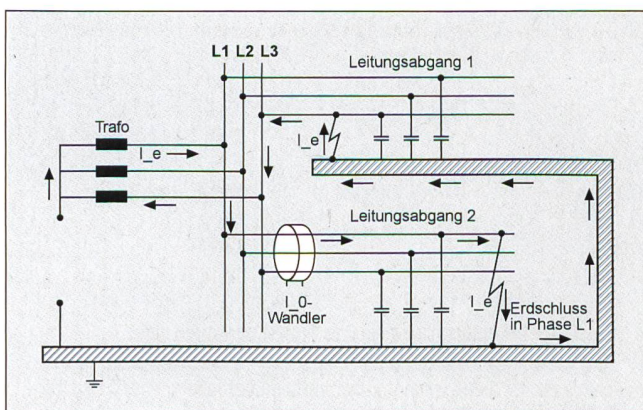 L1 L2 L3
Leitungsabgang 1
Trafo
I_e
I_e
Leitungsabgang 2
I_0-
Wandler
I_e
Erdschluss
in Phase L1